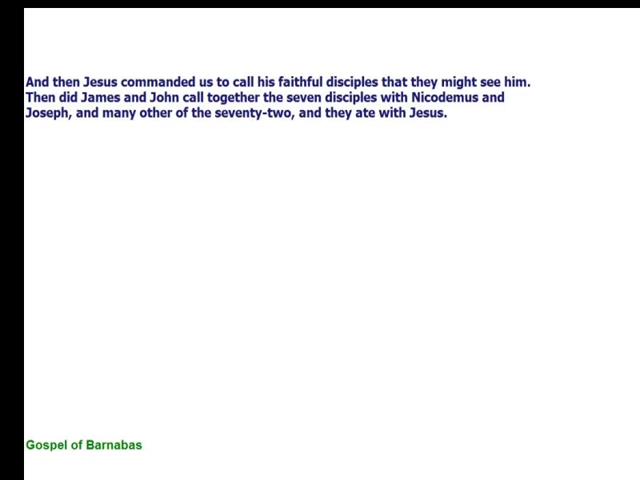 And then Jesus commanded us to call his faithful disciples that they might see him.
Then did James and John call together the seven disciples with Nicodemus and
Joseph, and many other of the seventy-two, and they ate with Jesus.
Gospel of Barnabas